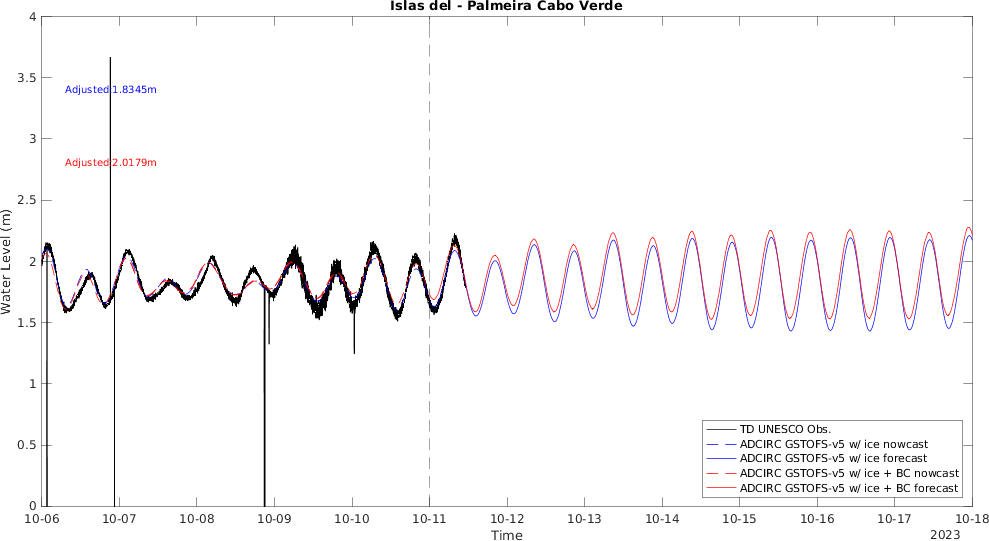 Islas del - Palmeira Cabo Verde
4
3.5
3
2.5
2
1.5
1
0.5
0
Water Level (m)
Adjusted 1.8345m
Adjusted 2.0179m
TD UNESCO Obs.
ADCIRC GSTOFS-v5 w/ ice nowcast
ADCIRC GSTOFS-v5 w/ ice forecast
ADCIRC GSTOFS-v5 w/ ice + BC nowcast
ADCIRC GSTOFS-v5 w/ ice + BC forecast
10-06 10-07 10-08 10-09 10-10 10-11 10-12 10-13 10-14 10-15 10-16 10-17 10-18
Time
2023